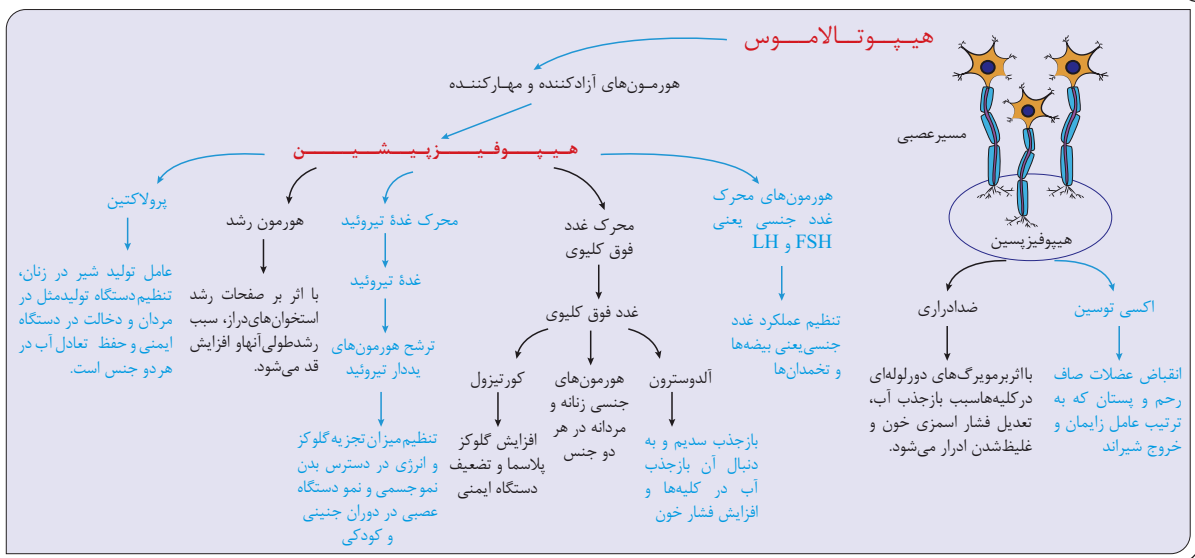 هیپوتالاموس
هورمون‌های آزادکننده و مهارکننده
هیپوفیزپیشین
مسیرعصبی
هیپوفیزپسین
اکسی توسین
انقباض عضلات صاف
رحم و پستان که به
ترتیب عامل زایمان و
خروج شیراند
ضدادراری
بااثربرمویرگ‌های دورلوله‌ای
درکلیه‌هاسبب بازجذب آب،
تعدیل فشار اسمزی خون و
غلیظ‌شدن ادرار می‌شود.
هورمون‌های محرک
غدد جنسی یعنی
FSH و LH
تنظیم عملکرد غدد
جنسی‌یعنی بیضه‌ها
و تخمدان‌ها
محرک غدد
فوق کلیوی
غدد فوق کلیوی
آلدوسترون
بازجذب سدیم و به
دنبال آن بازجذب
آب در کلیه‌ها و
افزایش فشار خون
هورمون‌های
جنسی زنانه و
مردانه در هر
دو جنس
کورتیزول
افزایش گلوکز
پلاسما و تضعیف
دستگاه ایمنی
محرک غدهٔ تیروئید
غدهٔ تیروئید
ترشح هورمون‌های
یددار تیروئید
تنظیم‌میزان تجزیه گلوکز
و انرژی در دسترس بدن
نموجسمی و نمو دستگاه
عصبی در دوران جنینی
و کودکی
هورمون رشد
با اثر بر صفحات رشد
استخوان‌های‌دراز، سبب
رشدطولی‌آنهاو افزایش
قد می‌شود.
پرولاکتین
عامل تولید شیر در زنان،
تنظیم‌دستگاه تولیدمثل در
مردان و دخالت در دستگاه
ایمنی و حفظ تعادل آب در
هردو جنس است.